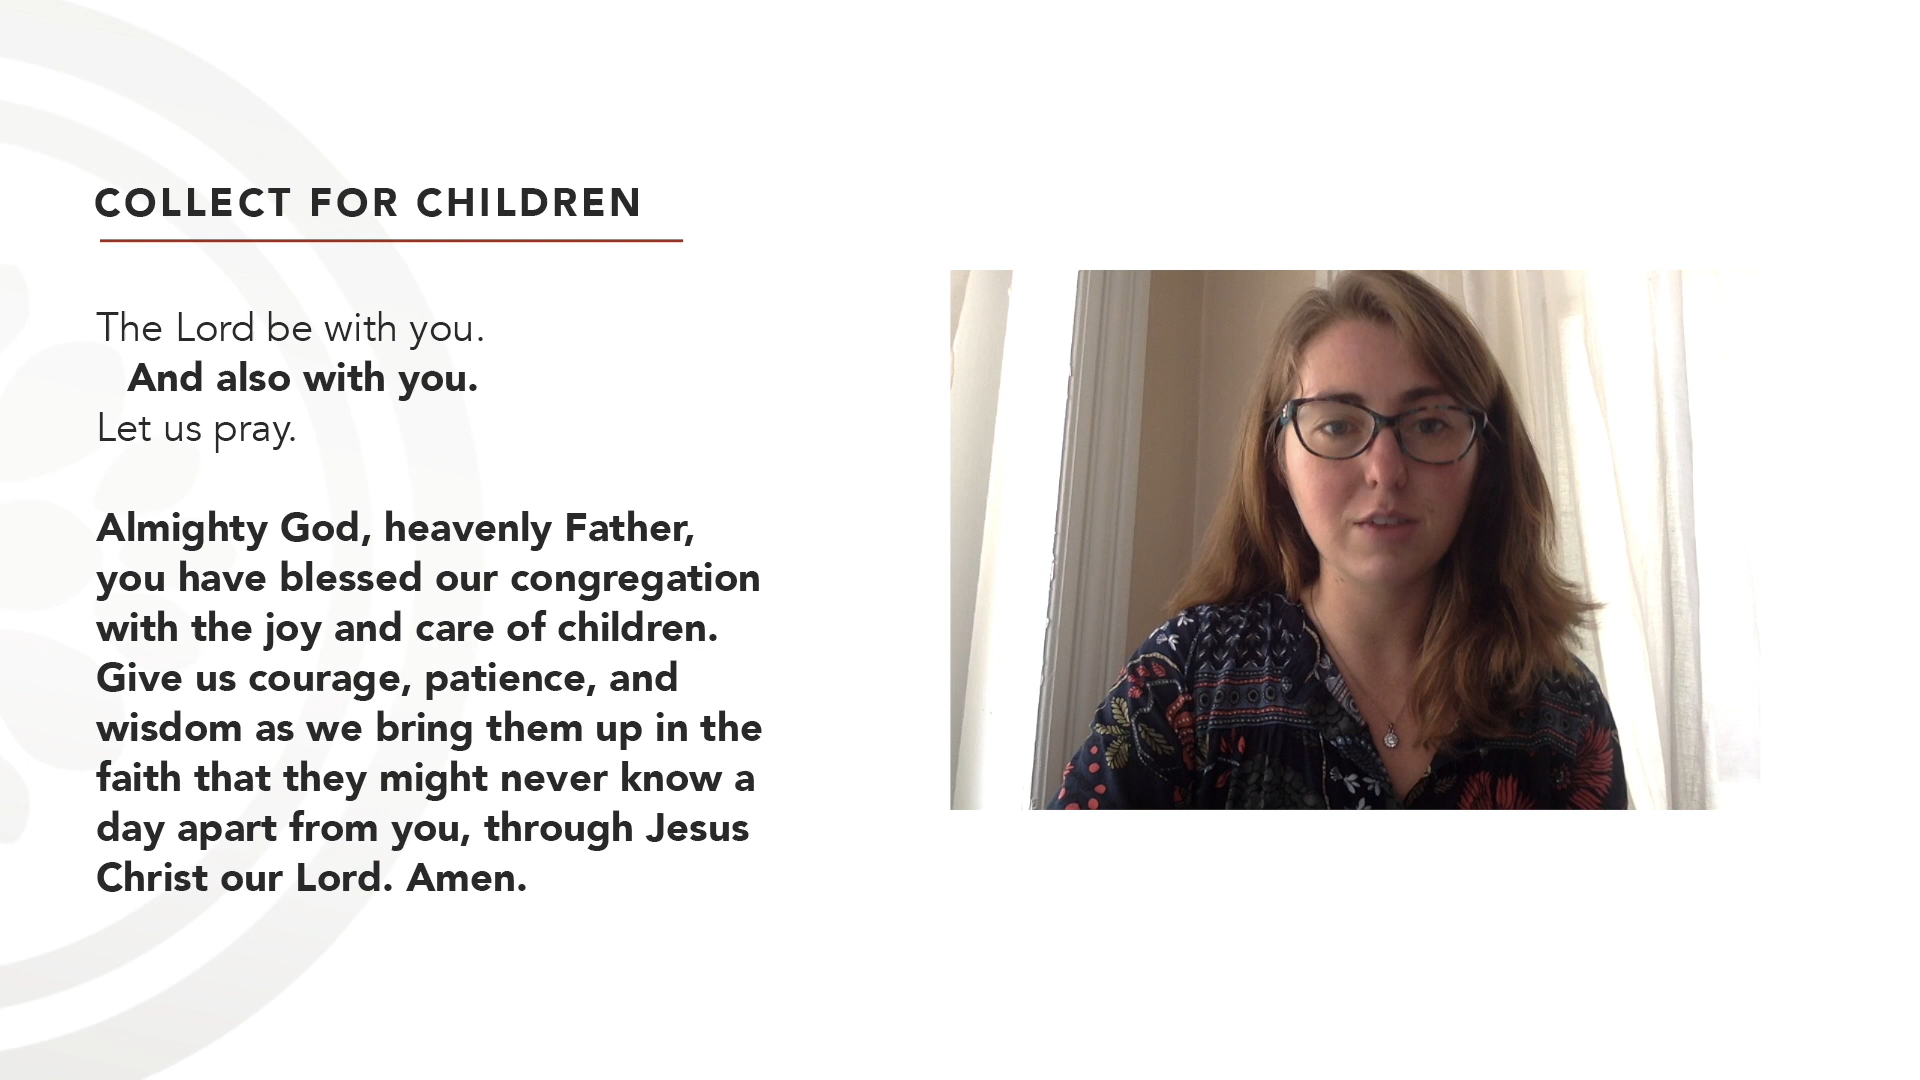 COLLECT FOR CHILDREN
The Lord be with you.
And also with you.
Let us pray.
Almighty God, heavenly Father,
you have blessed our congregation
with the joy and care of children.
Give us courage, patience, and
wisdom as we bring them up in the
faith that they might never know a
day apart from you, through Jesus
Christ our Lord. Amen.